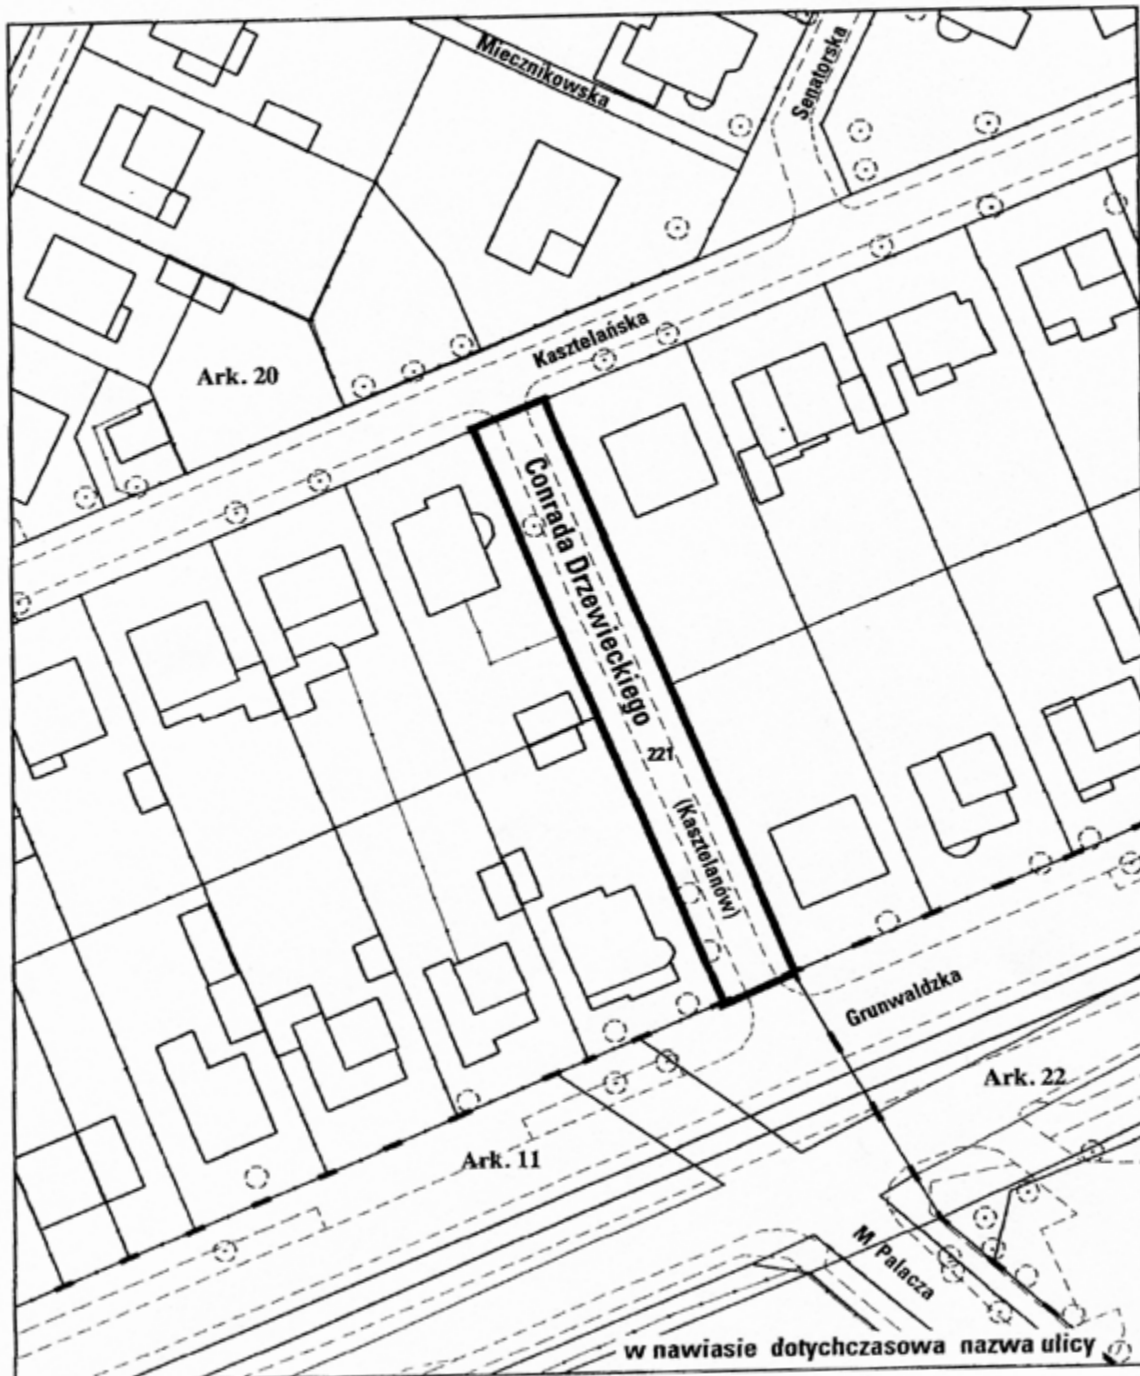 Miecznikowska
Senatorska
Kasztelańska
Ark. 20
Conrada Drzewieckiego
221
(Kasztelanów)
Grunwaldzka
Ark. 22
Ark. 11
M. Palacza
w nawiasie dotychczasowa nazwa ulicy